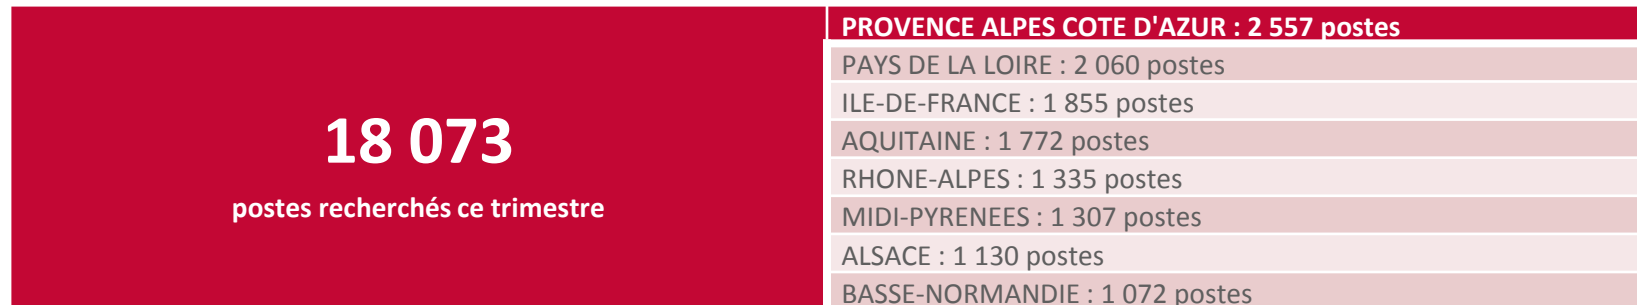 18 073
postes recherchés ce trimestre
PROVENCE ALPES COTE D'AZUR : 2 557 postes
PAYS DE LA LOIRE : 2 060 postes
ILE-DE-FRANCE : 1 855 postes
AQUITAINE : 1 772 postes
RHONE-ALPES : 1 335 postes
MIDI-PYRENEES : 1 307 postes
ALSACE : 1 130 postes
BASSE-NORMANDIE : 1 072 postes